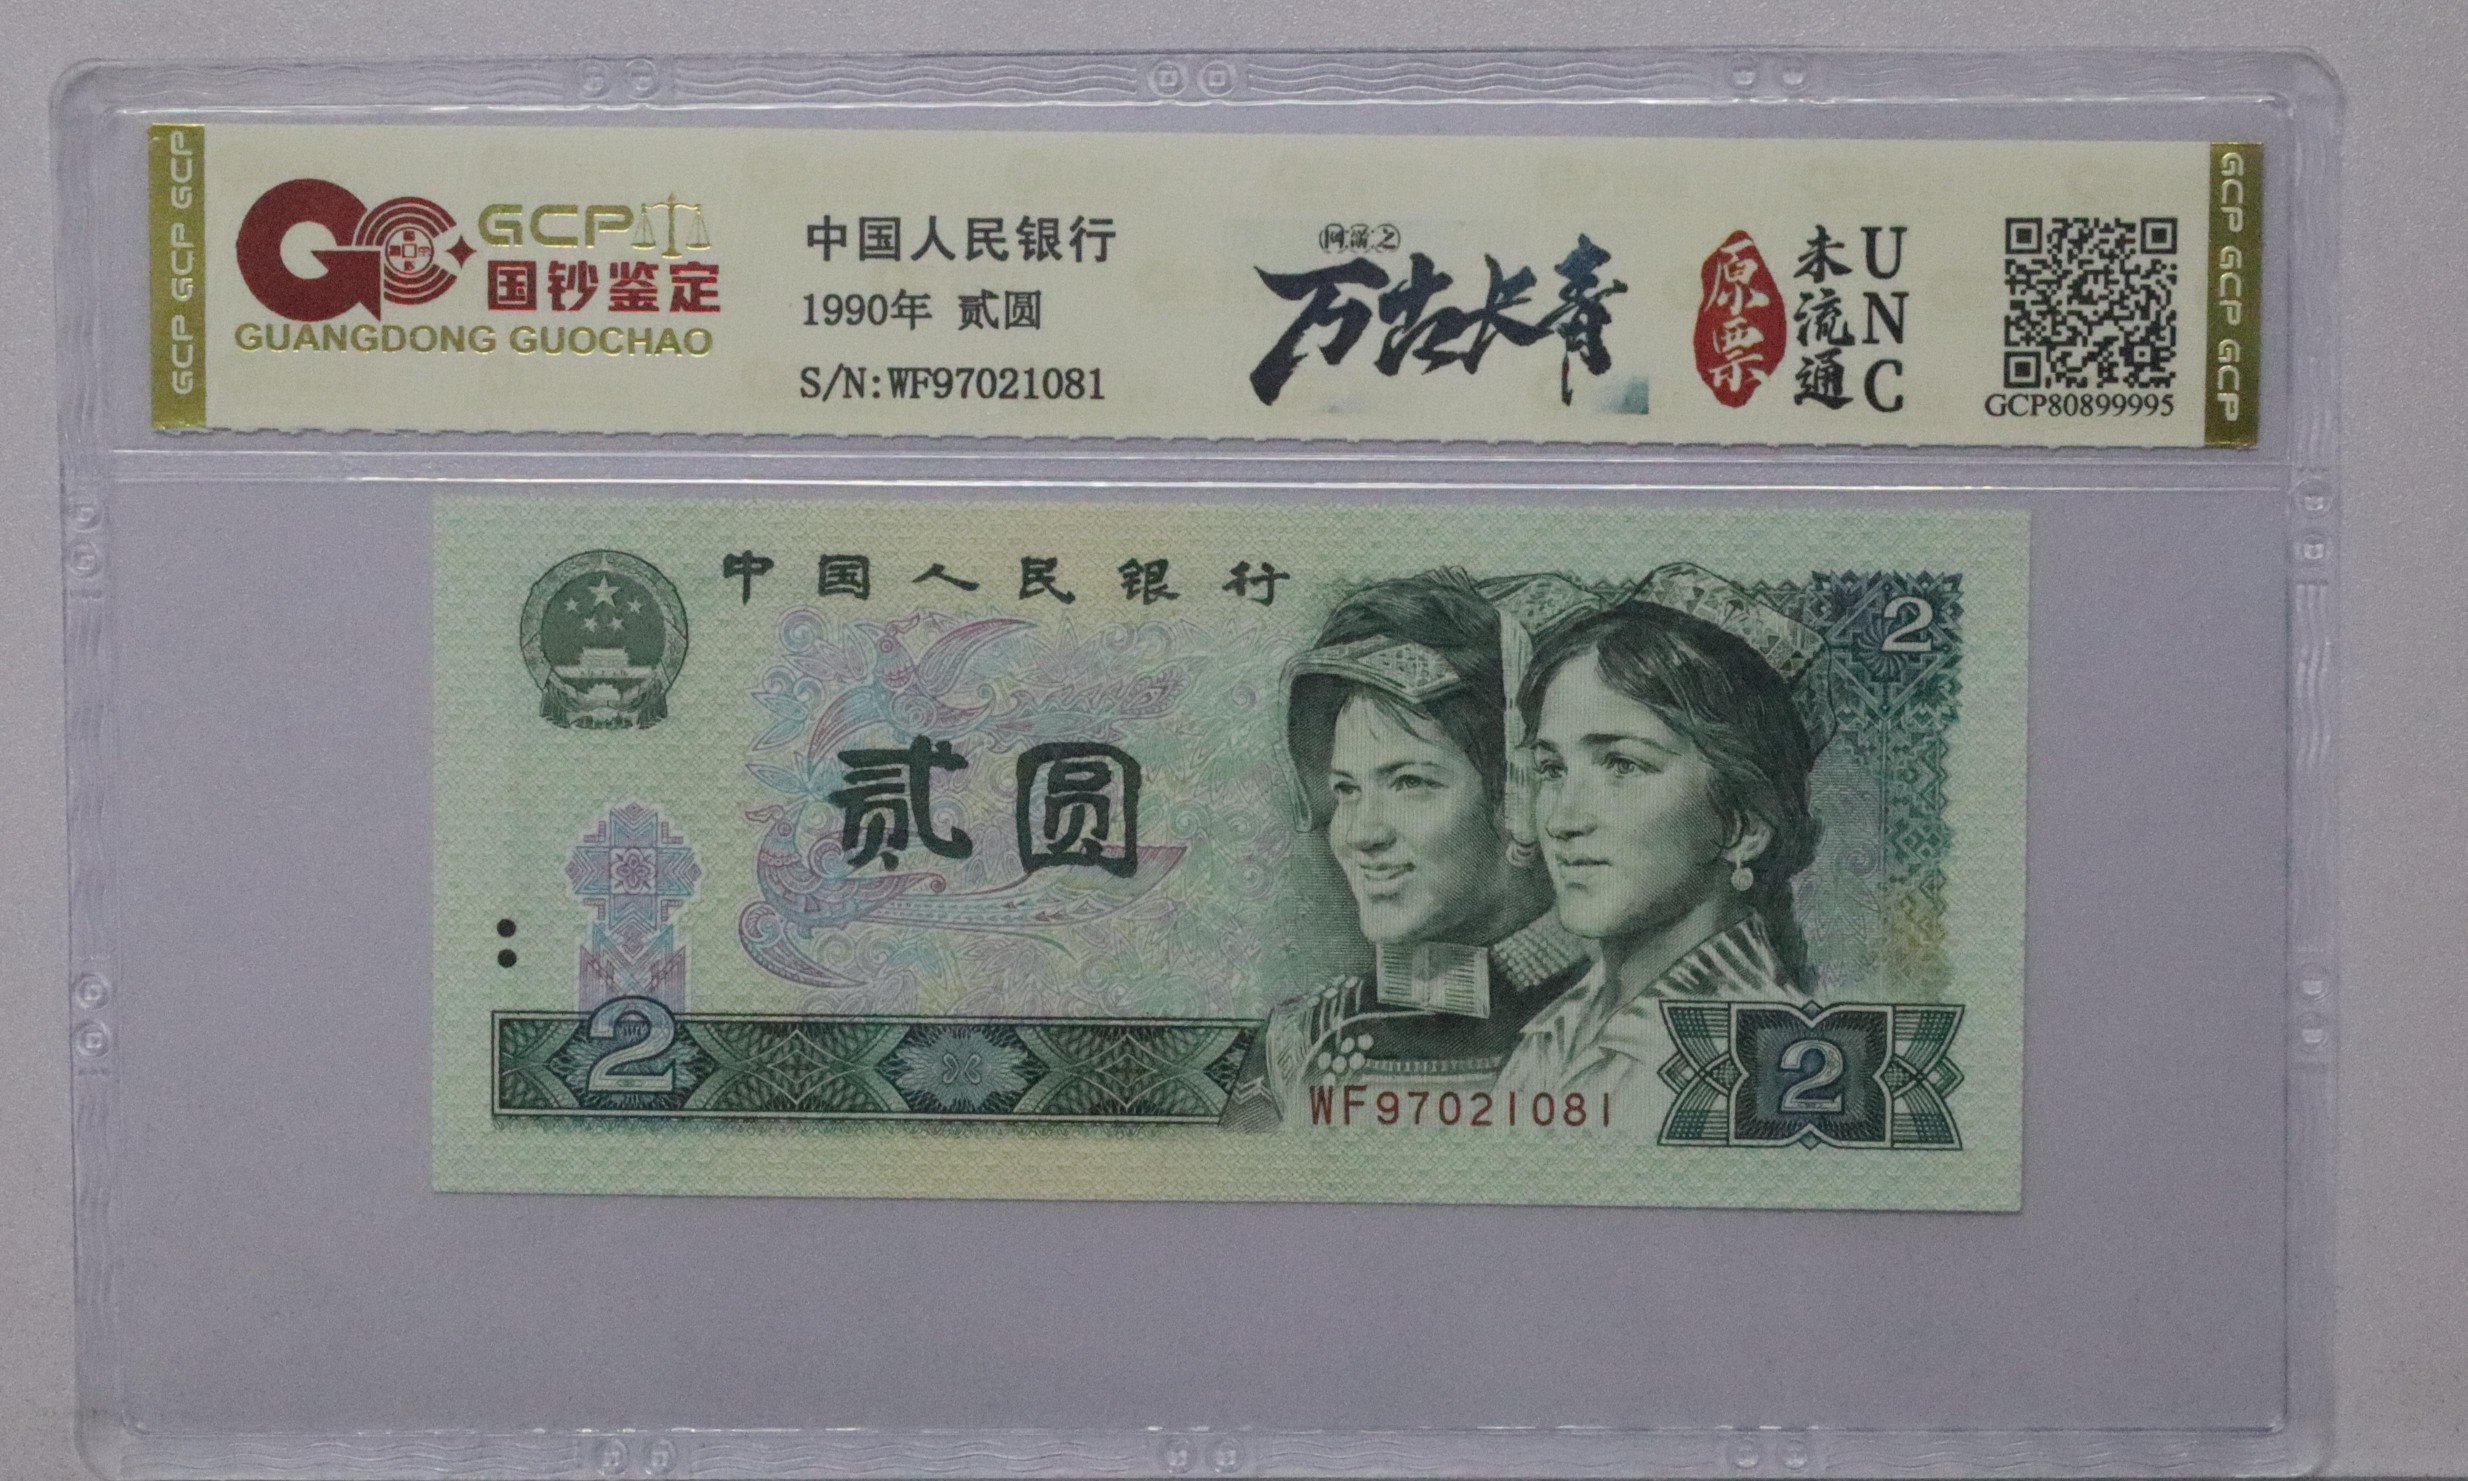 GCP GCP GCP
GCP
国钞鉴定
GUANGDONG GUOCHAO
中国人民银行
1990年 贰圆
S/N:WF97021081
万古长青
原票
未流通
UNC
GCP80899995
GCP GCP GCP
中国人民银行
2
贰圆
2
WF97021081
2